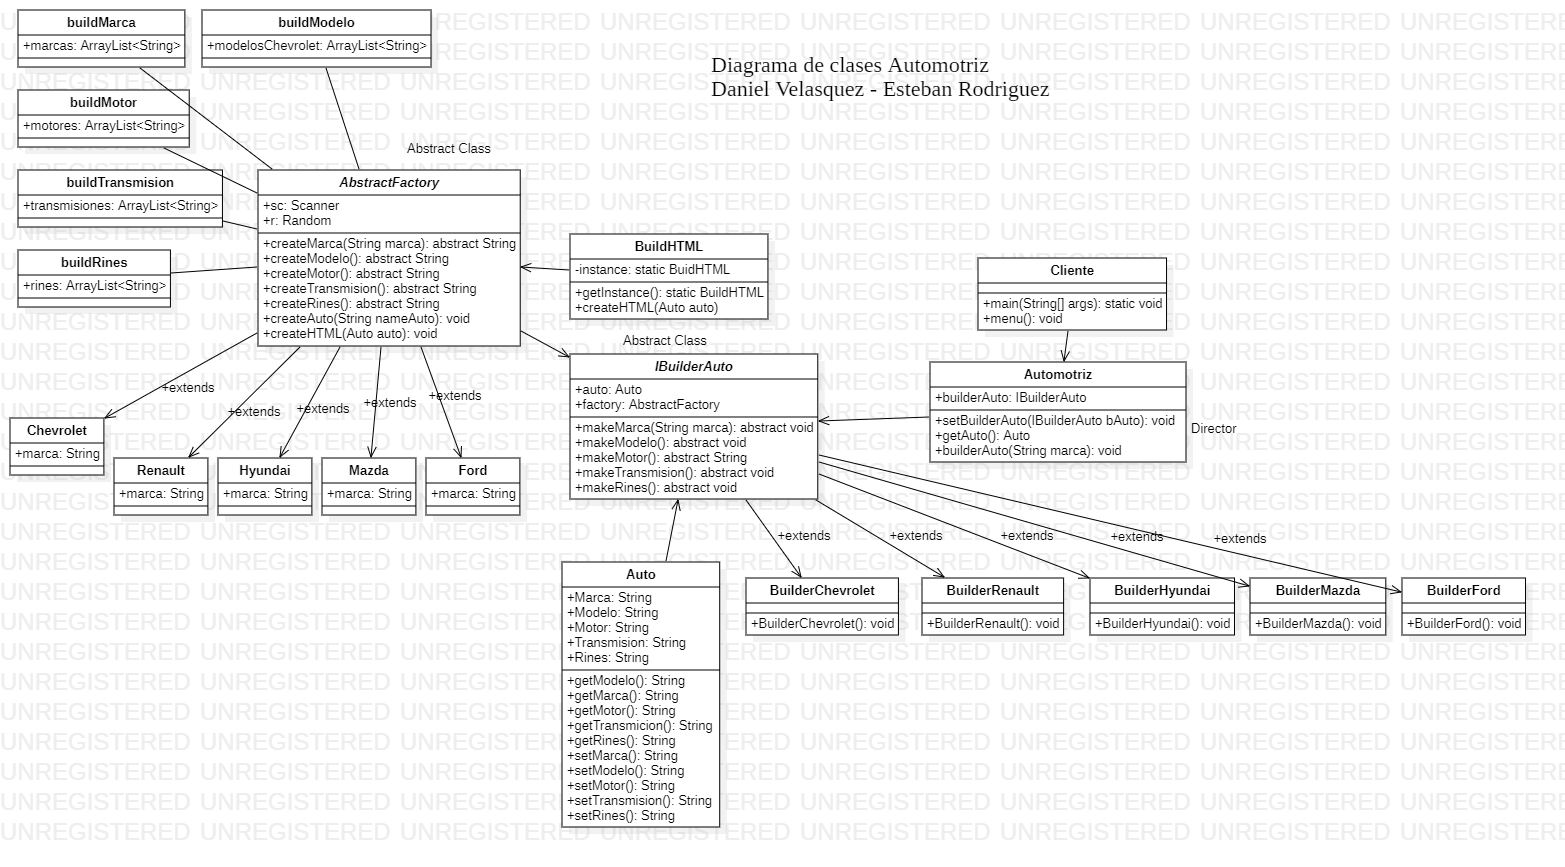 Diagrama de clases Automotriz
Daniel Velasquez - Esteban Rodriguez
buildMarca
+marcas: ArrayList<String>
buildModelo
+modelosChevrolet: ArrayList<String>
buildMotor
+motores: ArrayList<String>
buildTransmision
+transmisiones: ArrayList<String>
buildRines
+rines: ArrayList<String>
Abstract Class
AbstractFactory
+sc: Scanner
+r: Random
+createMarca(String marca): abstract String
+createModelo(): abstract String
+createMotor(): abstract String
+createTransmision(): abstract String
+createRines(): abstract String
+createAuto(String nameAuto): void
+createHTML(Auto auto): void
BuildHTML
-instance: static BuidHTML
+getInstance(): static BuildHTML
+createHTML(Auto auto)
Cliente
+main(String[] args): static void
+menu(): void
Abstract Class
IBuilderAuto
+auto: Auto
+factory: AbstractFactory
+makeMarca(String marca): abstract void
+makeModelo(): abstract void
+makeMotor(): abstract String
+makeTransmision(): abstract void
+makeRines(): abstract void
Automotriz
+builderAuto: IBuilderAuto
+setBuilderAuto(IBuilderAuto bAuto): void
+getAuto(): Auto
+builderAuto(String marca): void
Director
+extends
+extends
+extends
+extends
+extends
Chevrolet
+marca: String
Renault
+marca: String
Hyundai
+marca: String
Mazda
+marca: String
Ford
+marca: String
+extends
+extends
+extends
+extends
+extends
Auto
+Marca: String
+Modelo: String
+Motor: String
+Transmision: String
+Rines: String
+getModelo(): String
+getMarca(): String
+getMotor(): String
+getTransmicion(): String
+getRines(): String
+setMarca(): String
+setModelo(): String
+setMotor(): String
+setTransmision(): String
+setRines(): String
BuilderChevrolet
+BuilderChevrolet(): void
BuilderRenault
+BuilderRenault(): void
BuilderHyundai
+BuilderHyundai(): void
BuilderMazda
+BuilderMazda(): void
BuilderFord
+BuilderFord(): void
UNREGISTERED